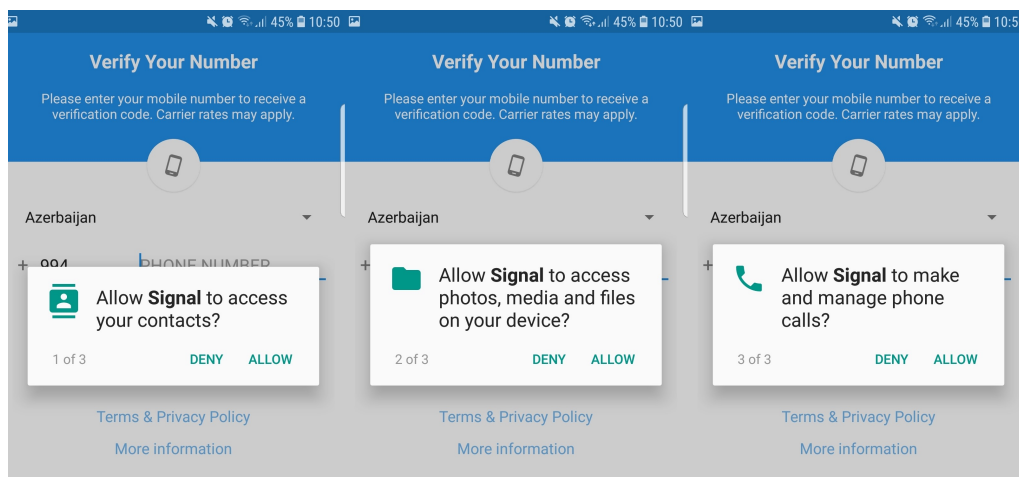 45% 10:50
Verify Your Number
Please enter your mobile number to receive a
verification code. Carrier rates may apply.
Azerbaijan
+ 994 PHONE NUMBER
Allow Signal to access
your contacts?
1 of 3 DENY ALLOW
Terms & Privacy Policy
More information
45% 10:50
Verify Your Number
Please enter your mobile number to receive a
verification code. Carrier rates may apply.
Azerbaijan
+
Allow Signal to access
photos, media and files
on your device?
2 of 3 DENY ALLOW
Terms & Privacy Policy
More information
45% 10:5
Verify Your Number
Please enter your mobile number to receive a
verification code. Carrier rates may apply.
Azerbaijan
+
Allow Signal to make
and manage phone
calls?
3 of 3 DENY ALLOW
Terms & Privacy Policy
More information